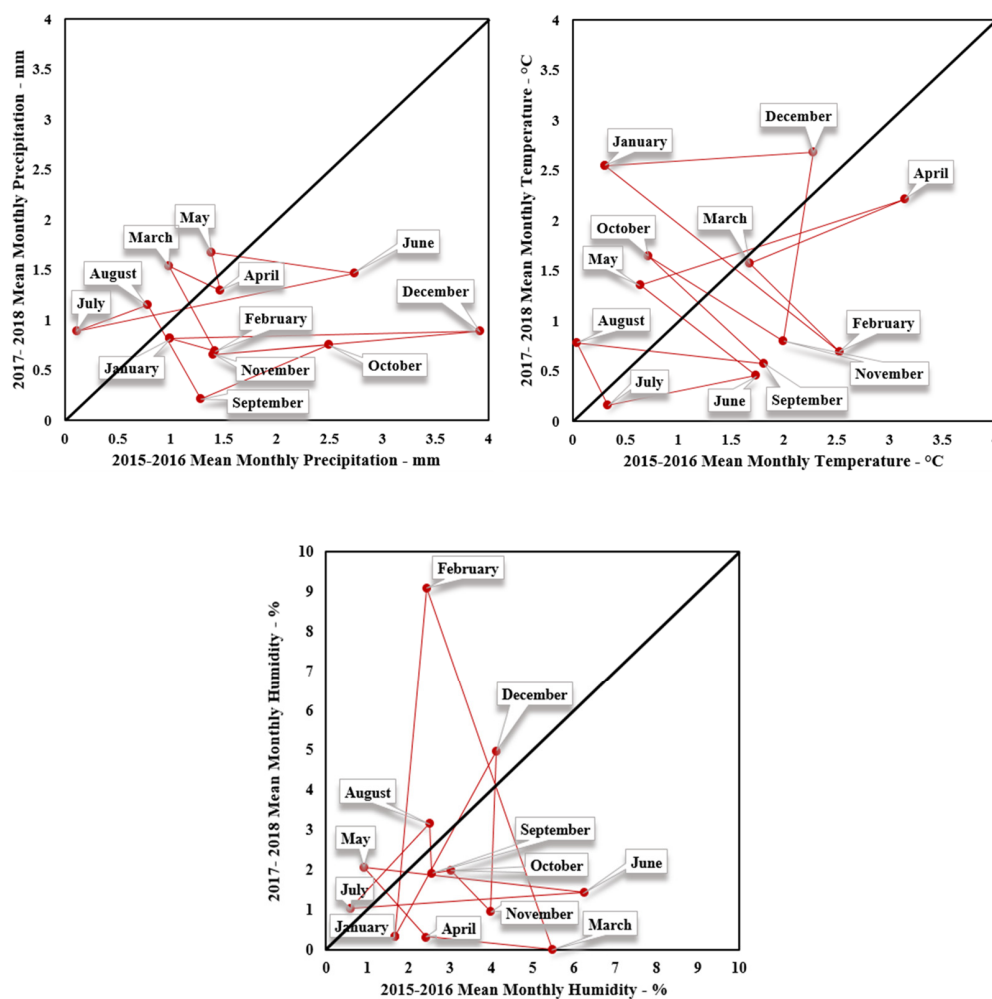 2017- 2018 Mean Monthly Precipitation - mm
4
3.5
3
2.5
2
1.5
1
0.5
0
May
March
June
August
April
July
December
February
January
November
October
September
0 0.5 1 1.5 2 2.5 3 3.5 4
2015-2016 Mean Monthly Precipitation - mm
2017- 2018 Mean Monthly Temperature - °C
4
3.5
3
2.5
2
1.5
1
0.5
0
December
January
April
March
October
May
August
February
November
July
June
September
0 0.5 1 1.5 2 2.5 3 3.5
2015-2016 Mean Monthly Temperature - °C
2017- 2018 Mean Monthly Humidity - %
10
9
8
7
6
5
4
3
2
1
0
February
December
August
September
May
October
June
July
November
January
April
March
0 1 2 3 4 5 6 7 8 9 10
2015-2016 Mean Monthly Humidity - %